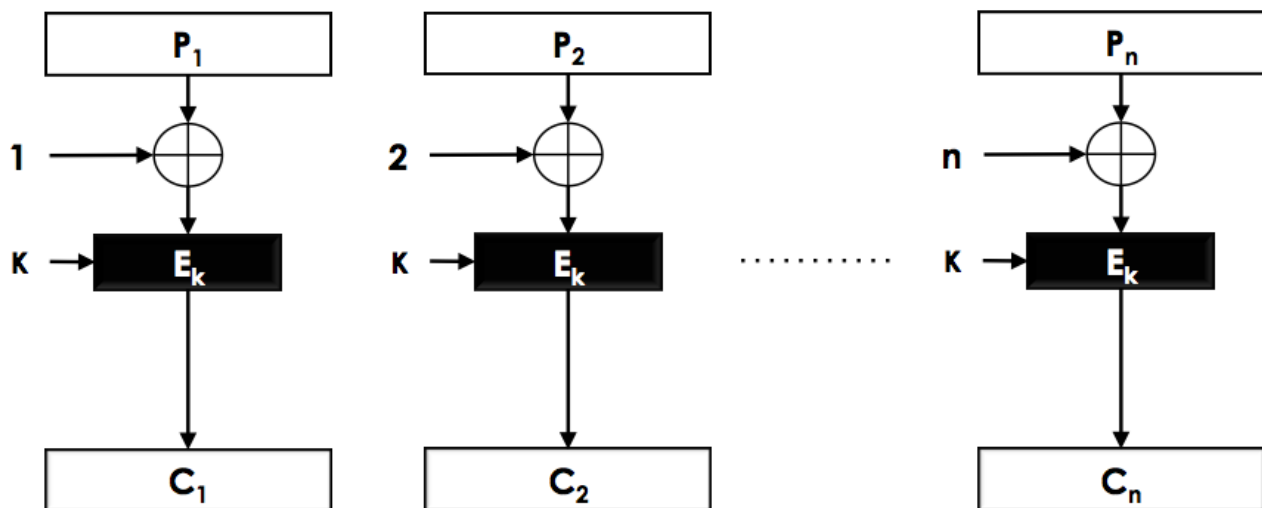 P₁ P₂ Pₙ
1 2 n
K Eₖ K Eₖ ........... K Eₖ
C₁ C₂ Cₙ